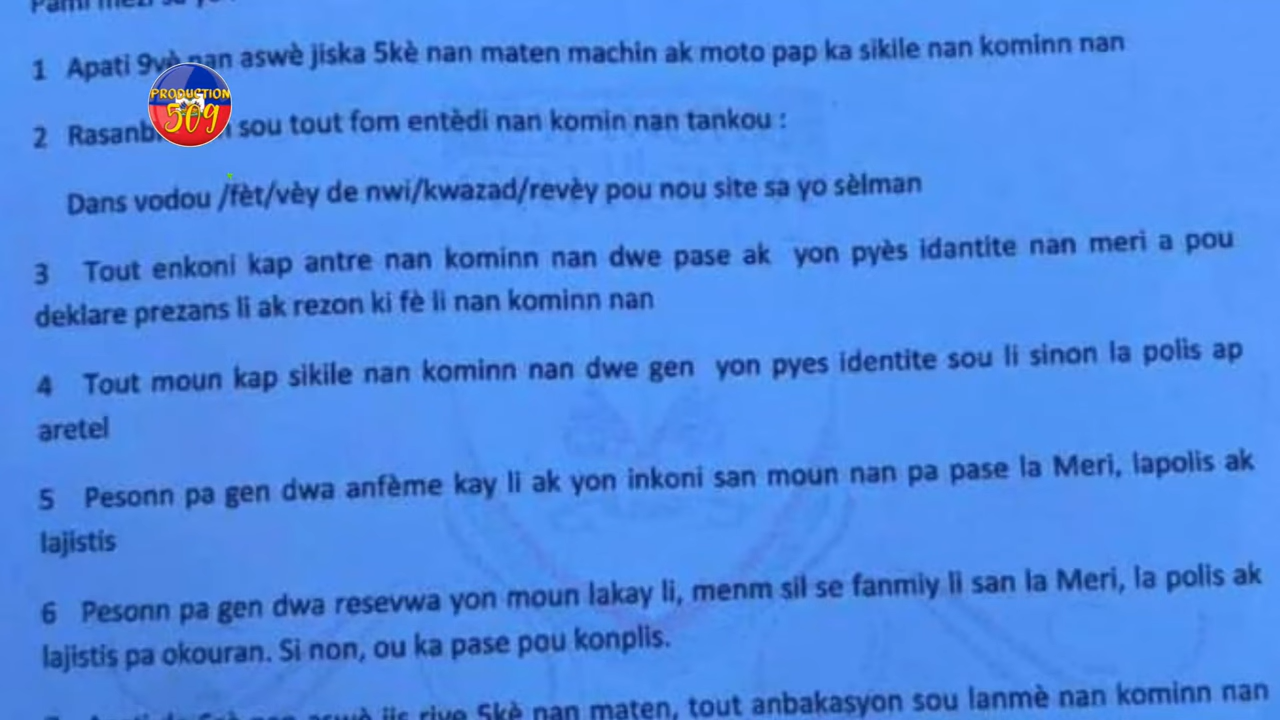 1 Apati 9vè nan aswè jiska 5kè nan maten machin ak moto pap ka sikile nan kominn nan
PRODUCTION
509
2 sou tout fom entèdi nan komin nan tankou :
Dans vodou /fèt/vèy de nwi/kwazad/revèy pou nou site sa yo sèlman
3 Tout enkoni kap antre nan kominn nan dwe pase ak yon pyès idantite nan meri a pou
deklare prezans li ak rezon ki fè li nan kominn nan
4 Tout moun kap sikile nan kominn nan dwe gen yon pyes identite sou li sinon la polis ap
aretel
5 Pesonn pa gen dwa anfème kay li ak yon inkoni san moun nan pa pase la Meri, lapolis ak
lajistis
6 Pesonn pa gen dwa resevwa yon moun lakay li, menm sil se fanmiy li san la Meri, la polis ak
lajistis pa okouran. Si non, ou ka pase pou konplis.
aswè jis rive 5kè nan maten, tout anbakasyon sou lanmè nan kominn nan